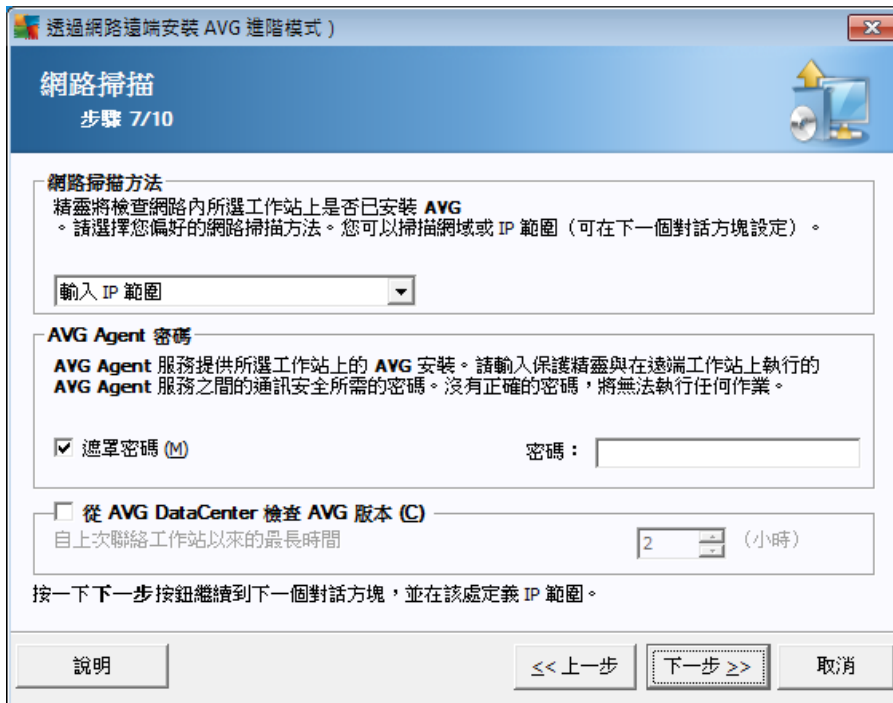 透過網路遠端安裝 AVG 進階模式 )
網路掃描
步驟 7/10
網路掃描方法
精靈將檢查網路內所選工作站上是否已安裝 AVG
。請選擇您偏好的網路掃描方法。您可以掃描網域或 IP 範圍（可在下一個對話方塊設定）。
輸入 IP 範圍
AVG Agent 密碼
AVG Agent 服務提供所選工作站上的 AVG 安裝。請輸入保護精靈與在遠端工作站上執行的
AVG Agent 服務之間的通訊安全所需的密碼。沒有正確的密碼，將無法執行任何作業。
遮罩密碼 (M)
密碼：
從 AVG DataCenter 檢查 AVG 版本 (C)
自上次聯絡工作站以來的最長時間
2
（小時）
按一下下一步按鈕繼續到下一個對話方塊，並在該處定義 IP 範圍。
說明
<< 上一步
下一步 >>
取消